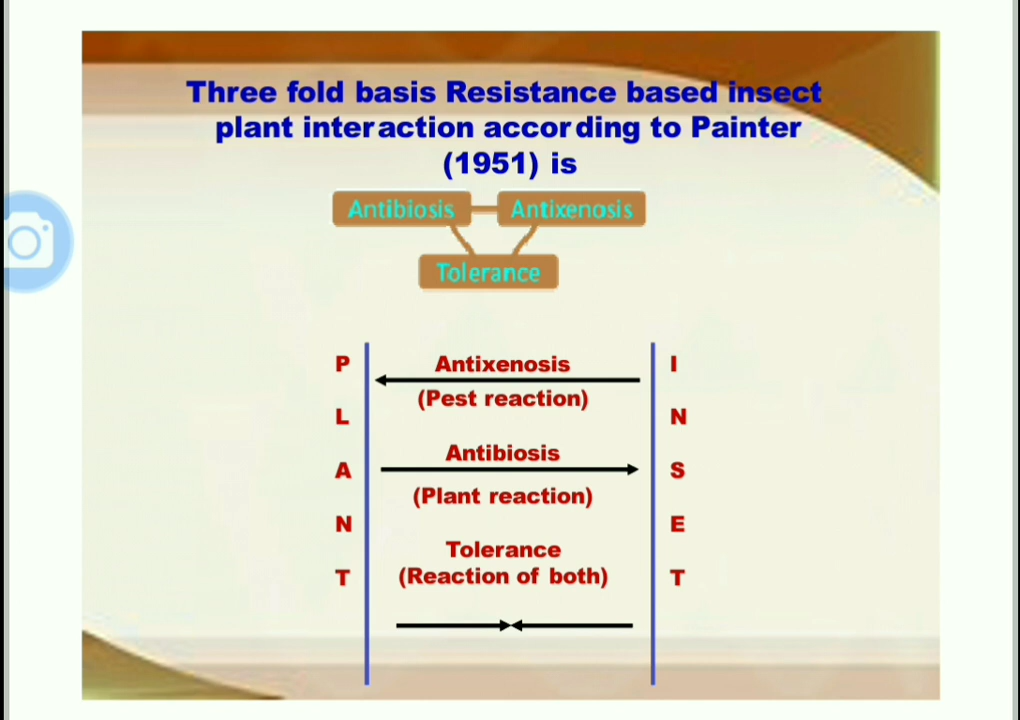 Three fold basis Resistance based insect
plant interaction according to Painter
(1951) is
Antibiosis
Antixenosis
Tolerance
P
L
A
N
T
Antixenosis
(Pest reaction)
Antibiosis
(Plant reaction)
Tolerance
(Reaction of both)
I
N
S
E
T